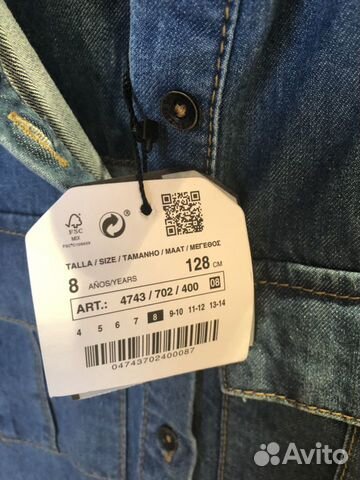 FSC
MIX
TALLA / SIZE / TAMANHO / MAAT / ΜΕΓΕΘΟΣ
8 AÑOS/YEARS 128 CM
ART.: 4743 / 702 / 400 08
4 5 6 7 8 9-10 11-12 13-14
04743702400087
Avito